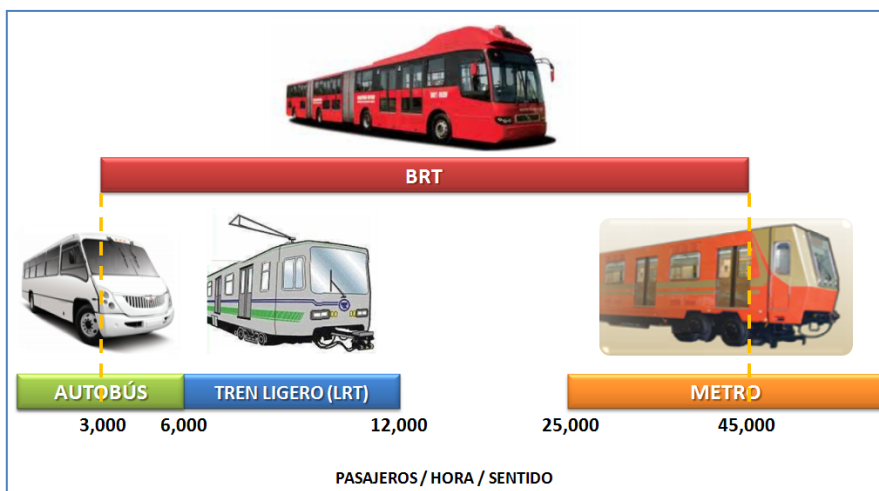 BRT
AUTOBÚS
TREN LIGERO (LRT)
METRO
3,000
6,000
12,000
25,000
45,000
PASAJEROS / HORA / SENTIDO